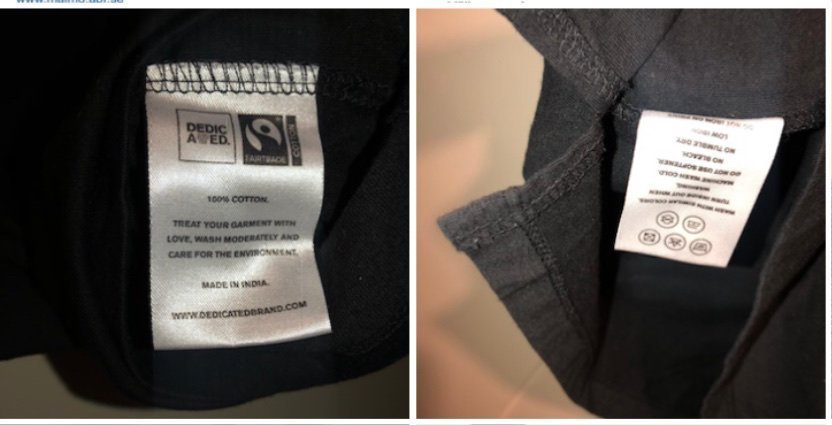 DEDIC
ATED.
FAIRTRADE
COTTON
100% COTTON.
TREAT YOUR GARMENT WITH
LOVE, WASH MODERATELY AND
CARE FOR THE ENVIRONMENT.
MADE IN INDIA.
WWW.DEDICATEDBRAND.COM
WASH WITH SIMILAR COLORS.
TURN INSIDE OUT WHEN
WASHING.
MACHINE WASH COLD.
DO NOT USE SOFTENER.
NO BLEACH.
NO TUMBLE DRY.
LOW IRON.
DO NOT IRON ON PRINT.